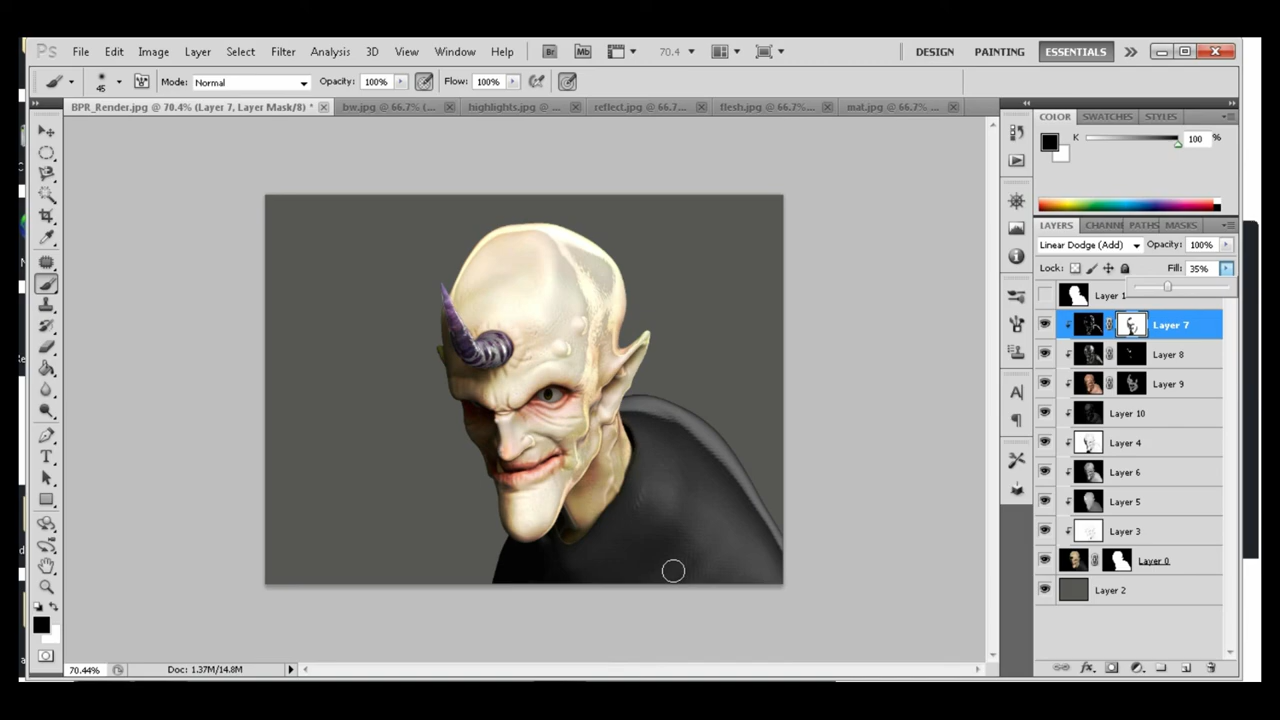 Ps File Edit Image Layer Select Filter Analysis 3D View Window Help Br Mb 70.4 DESIGN PAINTING ESSENTIALS
45 Mode: Normal Opacity: 100% Flow: 100%
BPR_Render.jpg @ 70.4% (Layer 7, Layer Mask/8) * bw.jpg @ 66.7% (... highlights.jpg @ ... reflect.jpg @ 66.7... flesh.jpg @ 66.7%... mat.jpg @ 66.7% ...
COLOR SWATCHES STYLES
K 100 %
LAYERS CHANN PATHS MASKS
Linear Dodge (Add) Opacity: 100%
Lock: Fill: 35%
Layer 1
Layer 7
Layer 8
Layer 9
Layer 10
Layer 4
Layer 6
Layer 5
Layer 3
Layer 0
Layer 2
70.44% Doc: 1.37M/14.8M